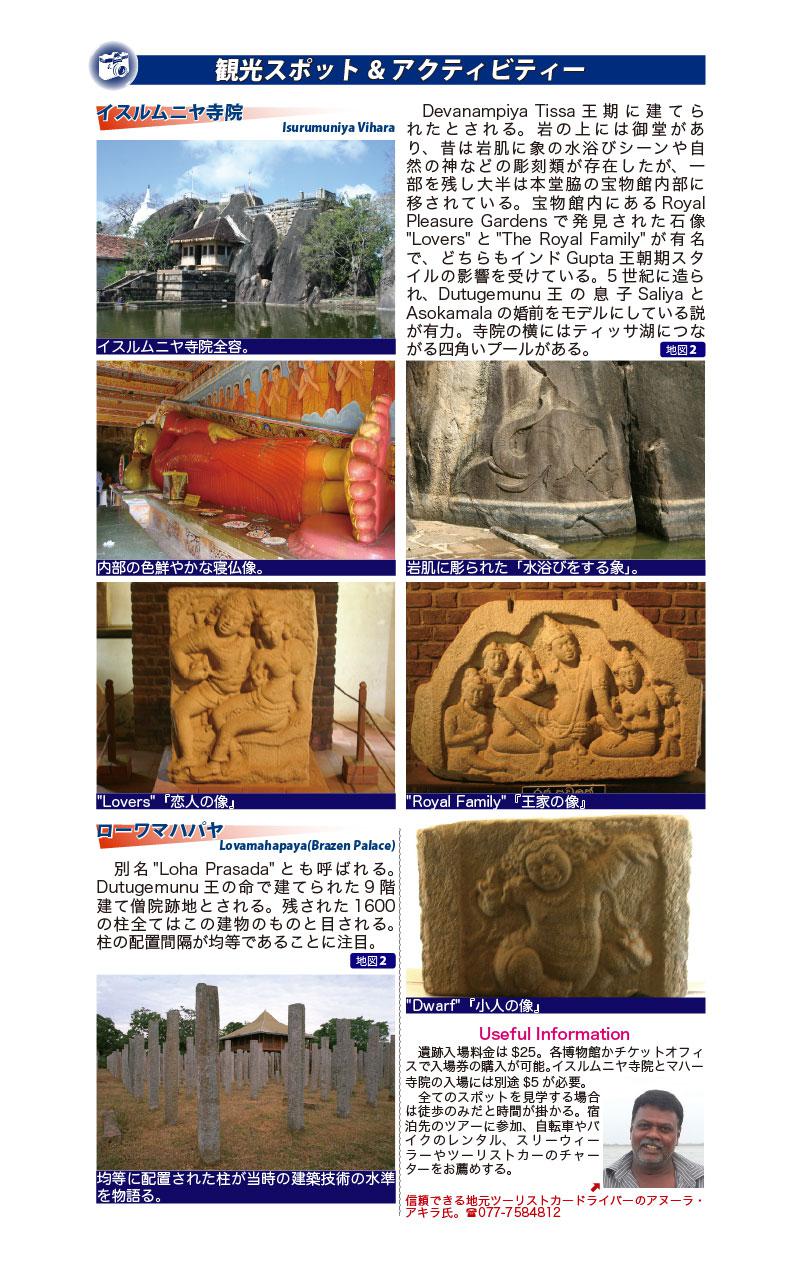 観光スポット & アクティビティー
イスルムニヤ寺院
Isurumuniya Vihara
イスルムニヤ寺院全容。
Devanampiya Tissa 王期に建てら
れたとされる。岩の上には御堂があ
り、昔は岩肌に象の水浴びシーンや自
然の神などの彫刻類が存在したが、一
部を残し大半は本堂脇の宝物館内部に
移されている。宝物館内にある Royal
Pleasure Gardens で発見された石像
"Lovers" と "The Royal Family" が有名
で、どちらもインド Gupta 王朝期スタ
イルの影響を受けている。5 世紀に造ら
れ、Dutugemunu 王の息子 Saliya と
Asokamala の婚前をモデルにしている説
が有力。寺院の横にはティッサ湖につな
がる四角いプールがある。
地図2
内部の色鮮やかな寝仏像。
岩肌に彫られた「水浴びをする象」。
"Lovers"『恋人の像』
"Royal Family"『王家の像』
ローワマハパヤ
Lovamahapaya(Brazen Palace)
別名 "Loha Prasada" とも呼ばれる。
Dutugemunu 王の命で建てられた 9 階
建て僧院跡地とされる。残された 1600
の柱全てはこの建物のものと目される。
柱の配置間隔が均等であることに注目。
地図2
均等に配置された柱が当時の建築技術の水準
を物語る。
"Dwarf"『小人の像』
Useful Information
遺跡入場料金は $25。各博物館かチケットオフィ
スで入場券の購入が可能。イスルムニヤ寺院とマハー
寺院の入場には別途 $5 が必要。
全てのスポットを見学する場合
は徒歩のみだと時間が掛かる。宿
泊先のツアーに参加、自転車やバ
イクのレンタル、スリーウィー
ラーやツーリストカーのチャー
ターをお薦めする。
信頼できる地元ツーリストカードライバーのアヌーラ・
アキラ氏。☎077-7584812